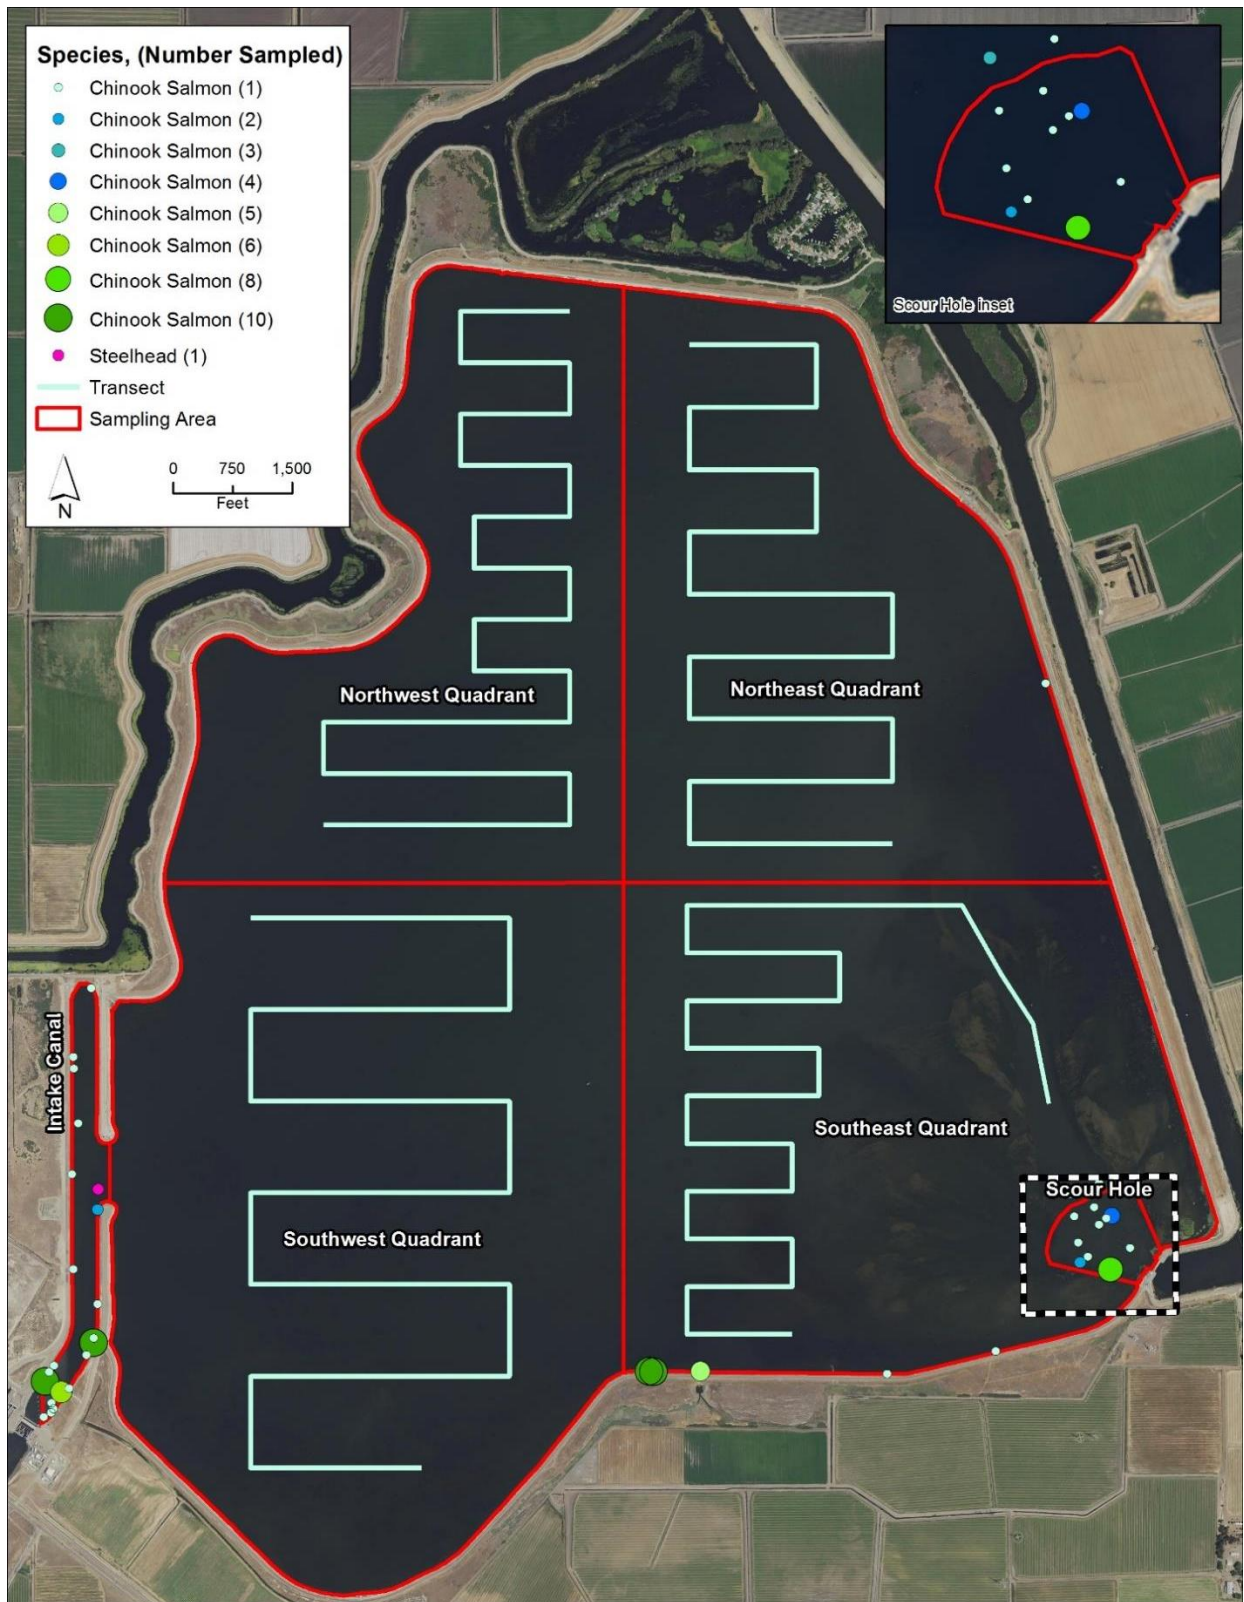 Species, (Number Sampled)
Chinook Salmon (1)
Chinook Salmon (2)
Chinook Salmon (3)
Chinook Salmon (4)
Chinook Salmon (5)
Chinook Salmon (6)
Chinook Salmon (8)
Chinook Salmon (10)
Steelhead (1)
Transect
Sampling Area
0 750 1,500
Feet
N
Scour Hole inset
Northwest Quadrant
Northeast Quadrant
Intake Canal
Southeast Quadrant
Scour Hole
Southwest Quadrant